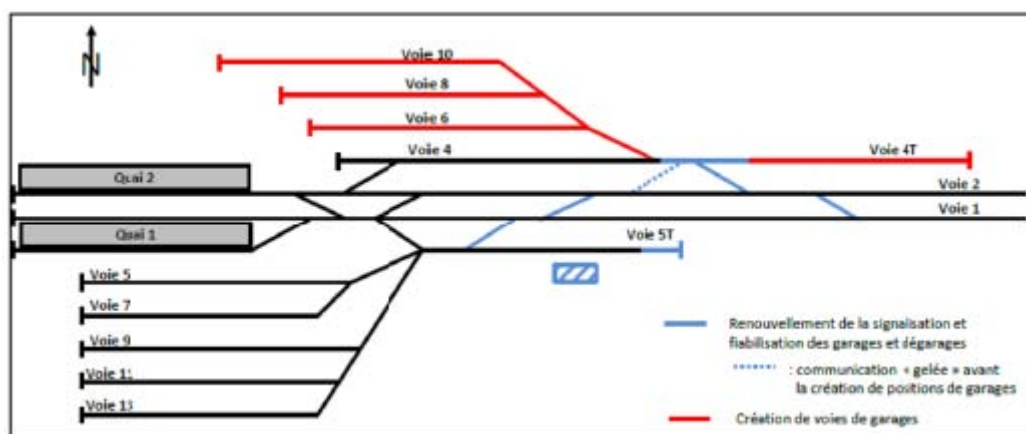 N
Voie 10
Voie 8
Voie 6
Voie 4
Voie 4T
Quai 2
Voie 2
Voie 1
Quai 1
Voie 5T
Voie 5
Voie 7
Voie 9
Voie 11
Voie 13
Renouvellement de la signalisation et
fiabilisation des garages et dégarages
: communication « gelée » avant
la création de positions de garages
Création de voies de garages